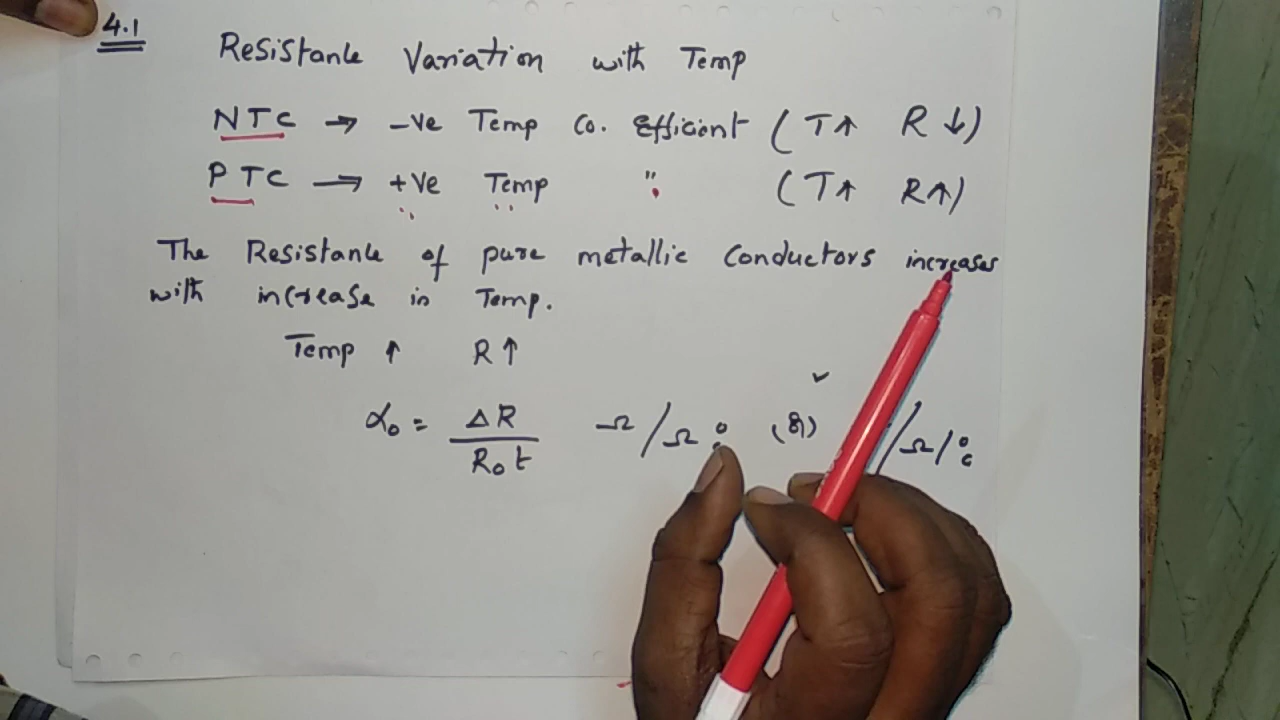 4.1
Resistance Variation with Temp
NTC → -ve Temp Co. Efficient (T↑ R↓)
PTC → +ve Temp " (T↑ R↑)
The Resistance of pure metallic Conductors increases
with increase in Temp.
Temp ↑ R↑
α₀ = ΔR / R₀t Ω/Ω°C (or) /Ω/°C